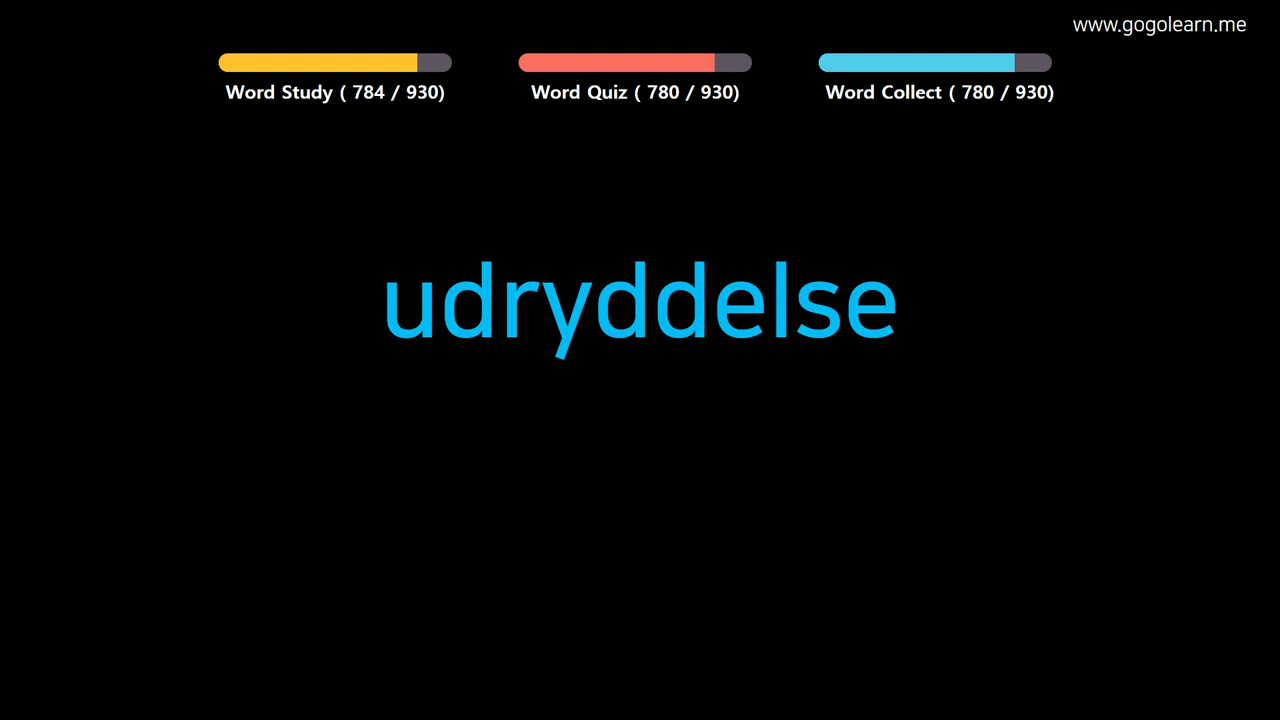 www.gogolearn.me
Word Study ( 784 / 930)
Word Quiz ( 780 / 930)
Word Collect ( 780 / 930)
udryddelse